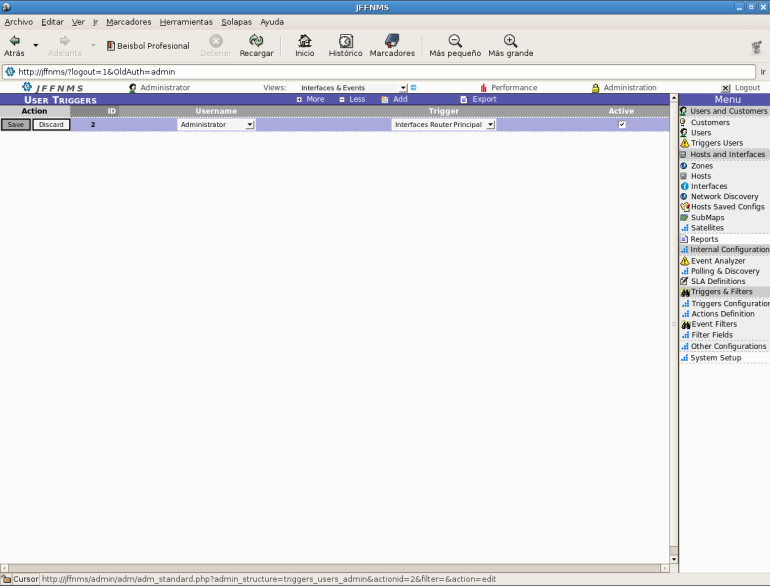 JFFNMS
Archivo Editar Ver Ir Marcadores Herramientas Solapas Ayuda
Atrás Adelante Beisbol Profesional Detener Recargar Inicio Histórico Marcadores Más pequeño Más grande
http://jffnms/?logout=1&OldAuth=admin Ir
JFFNMS Administrator Views: Interfaces & Events Performance Administration Logout
User Triggers More Less Add Export
Action ID Username Trigger Active
Save Discard 2 Administrator Interfaces Router Principal
Menu
Users and Customers
Customers
Users
Triggers Users
Hosts and Interfaces
Zones
Hosts
Interfaces
Network Discovery
Hosts Saved Configs
SubMaps
Satellites
Reports
Internal Configuration
Event Analyzer
Polling & Discovery
SLA Definitions
Triggers & Filters
Triggers Configuration
Actions Definition
Event Filters
Filter Fields
Other Configurations
System Setup
Cursor http://jffnms/admin/adm/adm_standard.php?admin_structure=triggers_users_admin&actionid=2&filter=&action=edit